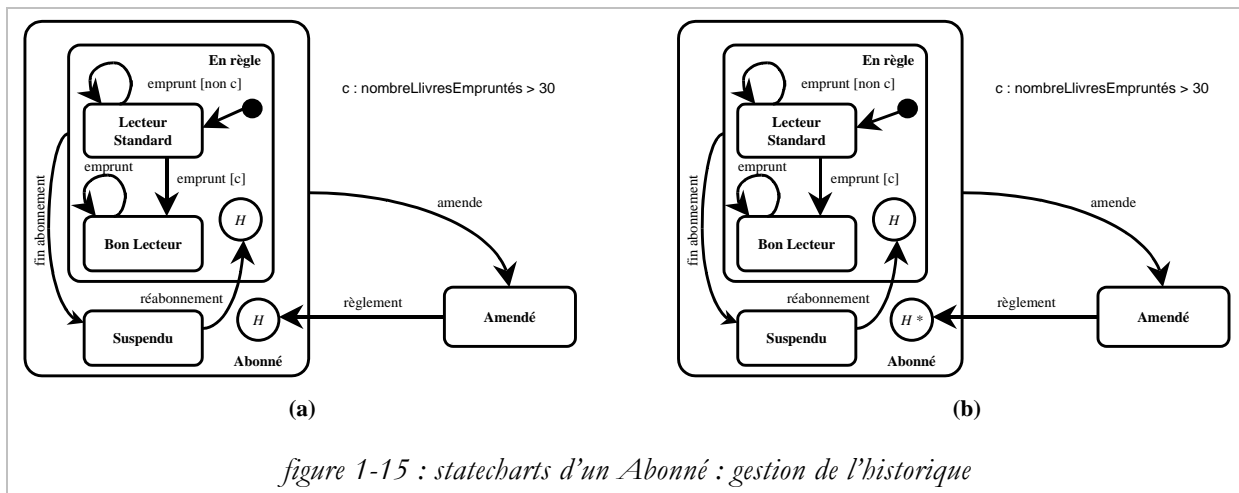 En règle
emprunt [non c]
c : nombreLlivresEmpruntés > 30
Lecteur
Standard
emprunt
emprunt [c]
fin abonnement
H
Bon Lecteur
amende
réabonnement
règlement
H
Suspendu
Amendé
Abonné
(a)
En règle
emprunt [non c]
c : nombreLlivresEmpruntés > 30
Lecteur
Standard
emprunt
emprunt [c]
fin abonnement
H
Bon Lecteur
amende
réabonnement
règlement
H *
Suspendu
Amendé
Abonné
(b)
figure 1-15 : statecharts d'un Abonné : gestion de l'historique